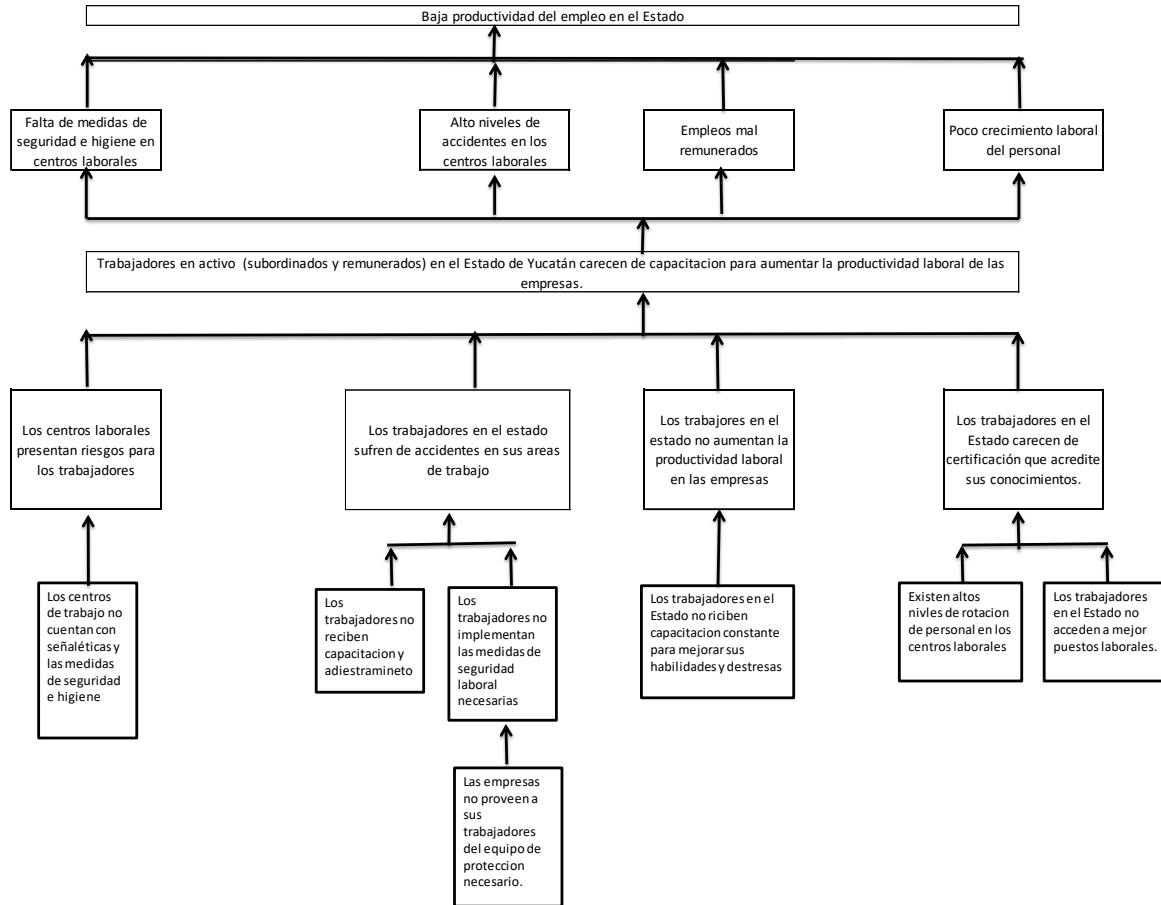 Baja productividad del empleo en el Estado
Falta de medidas de
seguridad e higiene en
centros laborales
Alto niveles de
accidentes en los
centros laborales
Empleos mal
remunerados
Poco crecimiento laboral
del personal
Trabajadores en activo (subordinados y remunerados) en el Estado de Yucatán carecen de capacitacion para aumentar la productividad laboral de las
empresas.
Los centros laborales
presentan riesgos para
los trabajadores
Los trabajadores en el estado
sufren de accidentes en sus areas
de trabajo
Los trabajores en el
estado no aumentan la
productividad laboral
en las empresas
Los trabajadores en el
Estado carecen de
certificación que acredite
sus conocimientos.
Los centros
de trabajo no
cuentan con
señaléticas y
las medidas
de seguridad
e higiene
Los
trabajadores no
reciben
capacitacion y
adiestramineto
Los
trabajadores no
implementan
las medidas de
seguridad
laboral
necesarias
Los trabajadores en el
Estado no riciben
capacitacion constante
para mejorar sus
habilidades y destresas
Existen altos
nivles de rotacion
de personal en los
centros laborales
Los trabajadores
en el Estado no
acceden a mejor
puestos laborales.
Las empresas
no proveen a
sus
trabajadores
del equipo de
proteccion
necesario.